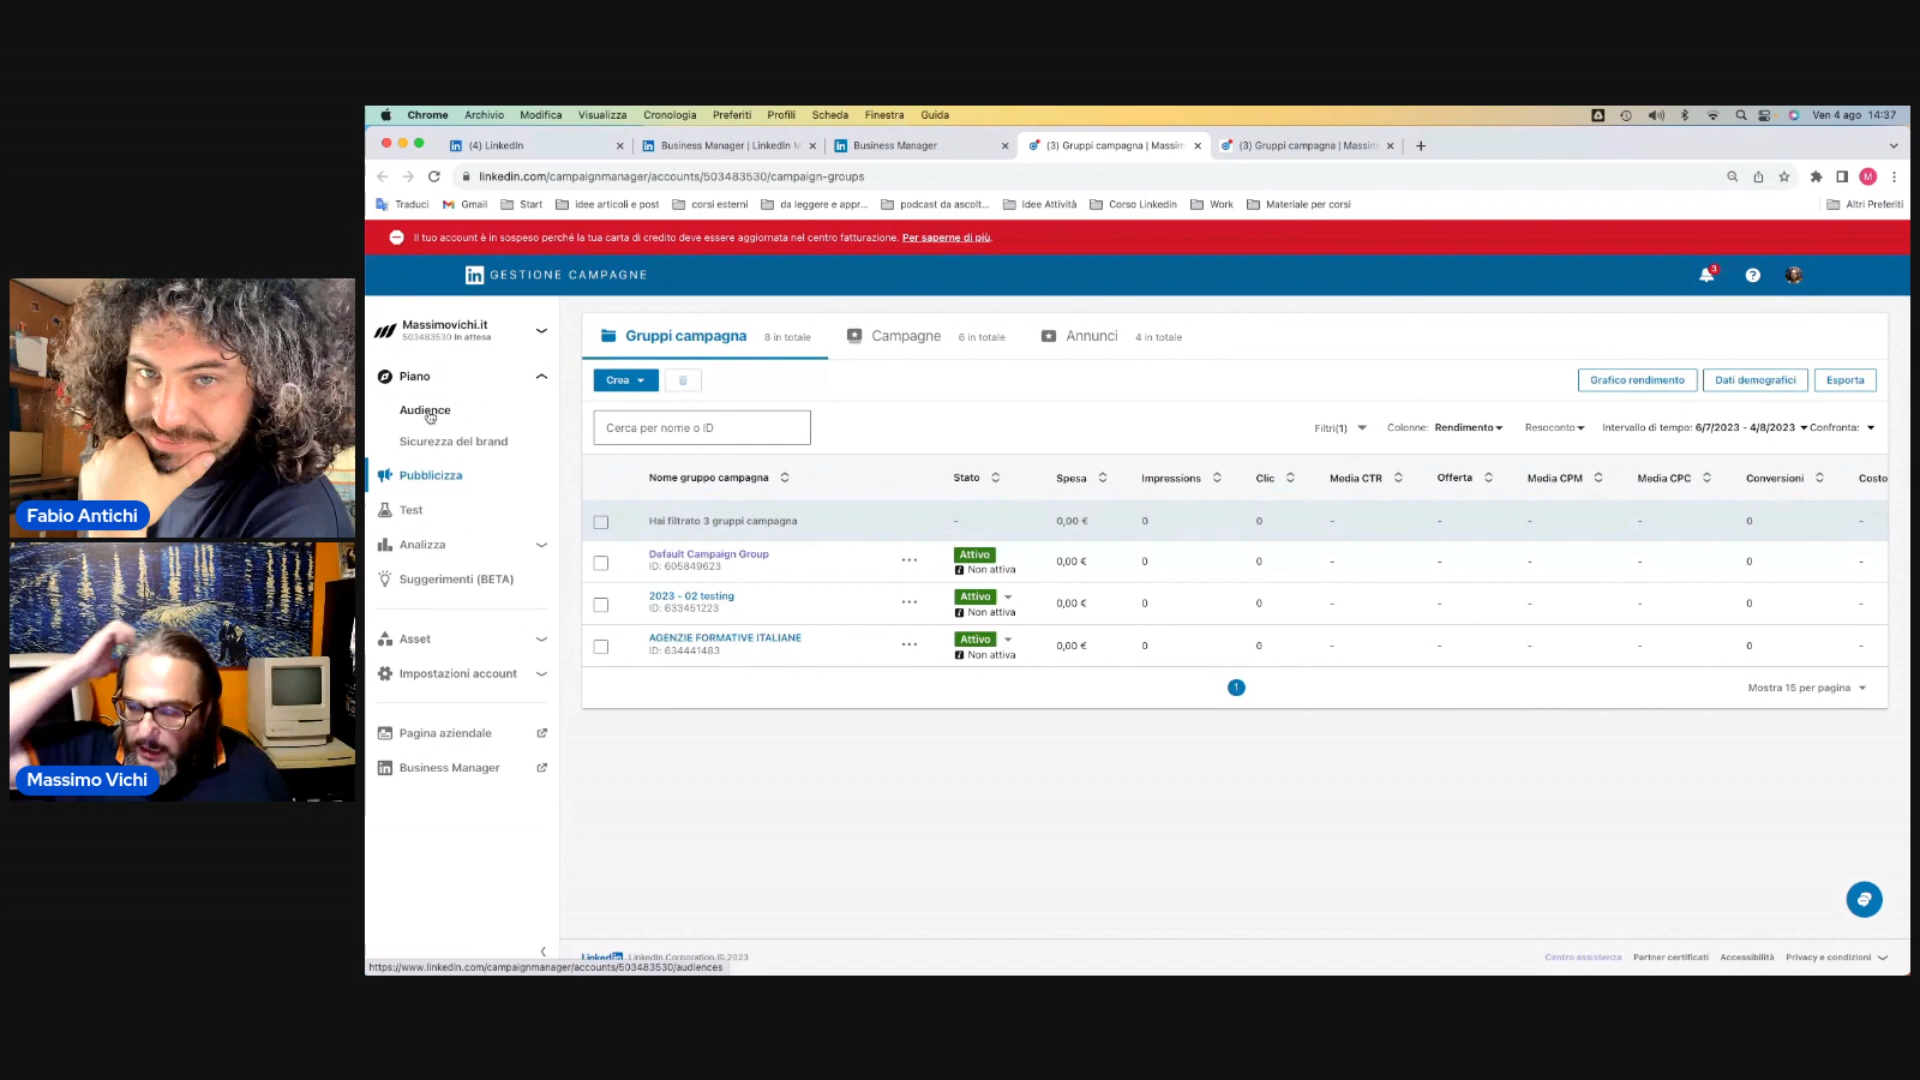 Chrome Archivio Modifica Visualizza Cronologia Preferiti Profili Scheda Finestra Guida
Ven 4 ago 14:37
(4) LinkedIn
Business Manager | LinkedIn M
Business Manager
(3) Gruppi campagna | Massim
(3) Gruppi campagna | Massim
linkedin.com/campaignmanager/accounts/503483530/campaign-groups
M
Traduci Gmail Start idee articoli e post corsi esterni da leggere e appr... podcast da ascolt... Idee Attività Corso Linkedin Work Materiale per corsi Altri Preferiti
Il tuo account è in sospeso perché la tua carta di credito deve essere aggiornata nel centro fatturazione. Per saperne di più.
in GESTIONE CAMPAGNE
3
Massimovichi.it
503483530 In attesa
Piano
Audience
Sicurezza del brand
Pubblicizza
Test
Analizza
Suggerimenti (BETA)
Asset
Impostazioni account
Pagina aziendale
Business Manager
Gruppi campagna 8 in totale
Campagne 6 in totale
Annunci 4 in totale
Crea
Grafico rendimento Dati demografici Esporta
Cerca per nome o ID
Filtri(1) Colonne: Rendimento Resoconto Intervallo di tempo: 6/7/2023 - 4/8/2023 Confronta:
Nome gruppo campagna Stato Spesa Impressions Clic Media CTR Offerta Media CPM Media CPC Conversioni Costo
Hai filtrato 3 gruppi campagna - 0,00 € 0 0 - - - - 0 -
Default Campaign Group
ID: 605849623
Attivo
Non attiva
0,00 € 0 0 - - - - 0 -
2023 - 02 testing
ID: 633451223
Attivo
Non attiva
0,00 € 0 0 - - - - 0 -
AGENZIE FORMATIVE ITALIANE
ID: 634441483
Attivo
Non attiva
0,00 € 0 0 - - - - 0 -
1
Mostra 15 per pagina
LinkedIn LinkedIn Corporation © 2023
Centro assistenza Partner certificati Accessibilità Privacy e condizioni
https://www.linkedin.com/campaignmanager/accounts/503483530/audiences
Fabio Antichi
Massimo Vichi